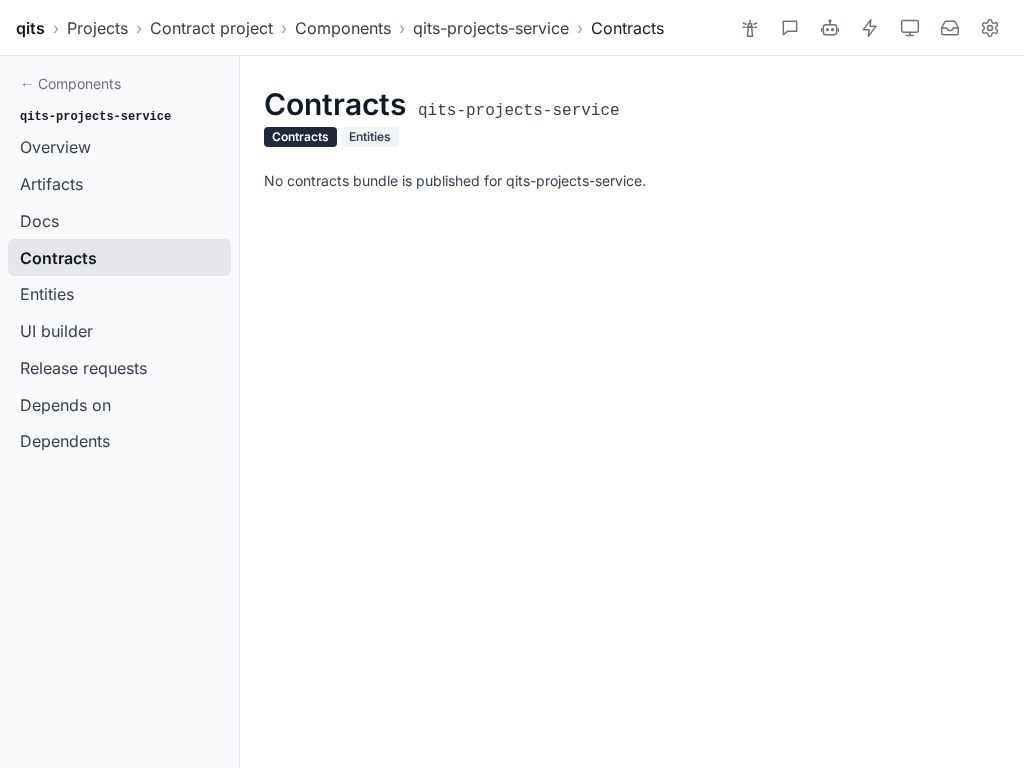 qits › Projects › Contract project › Components › qits-projects-service › Contracts
← Components
qits-projects-service
Overview
Artifacts
Docs
Contracts
Entities
UI builder
Release requests
Depends on
Dependents
Contracts qits-projects-service
Contracts Entities
No contracts bundle is published for qits-projects-service.